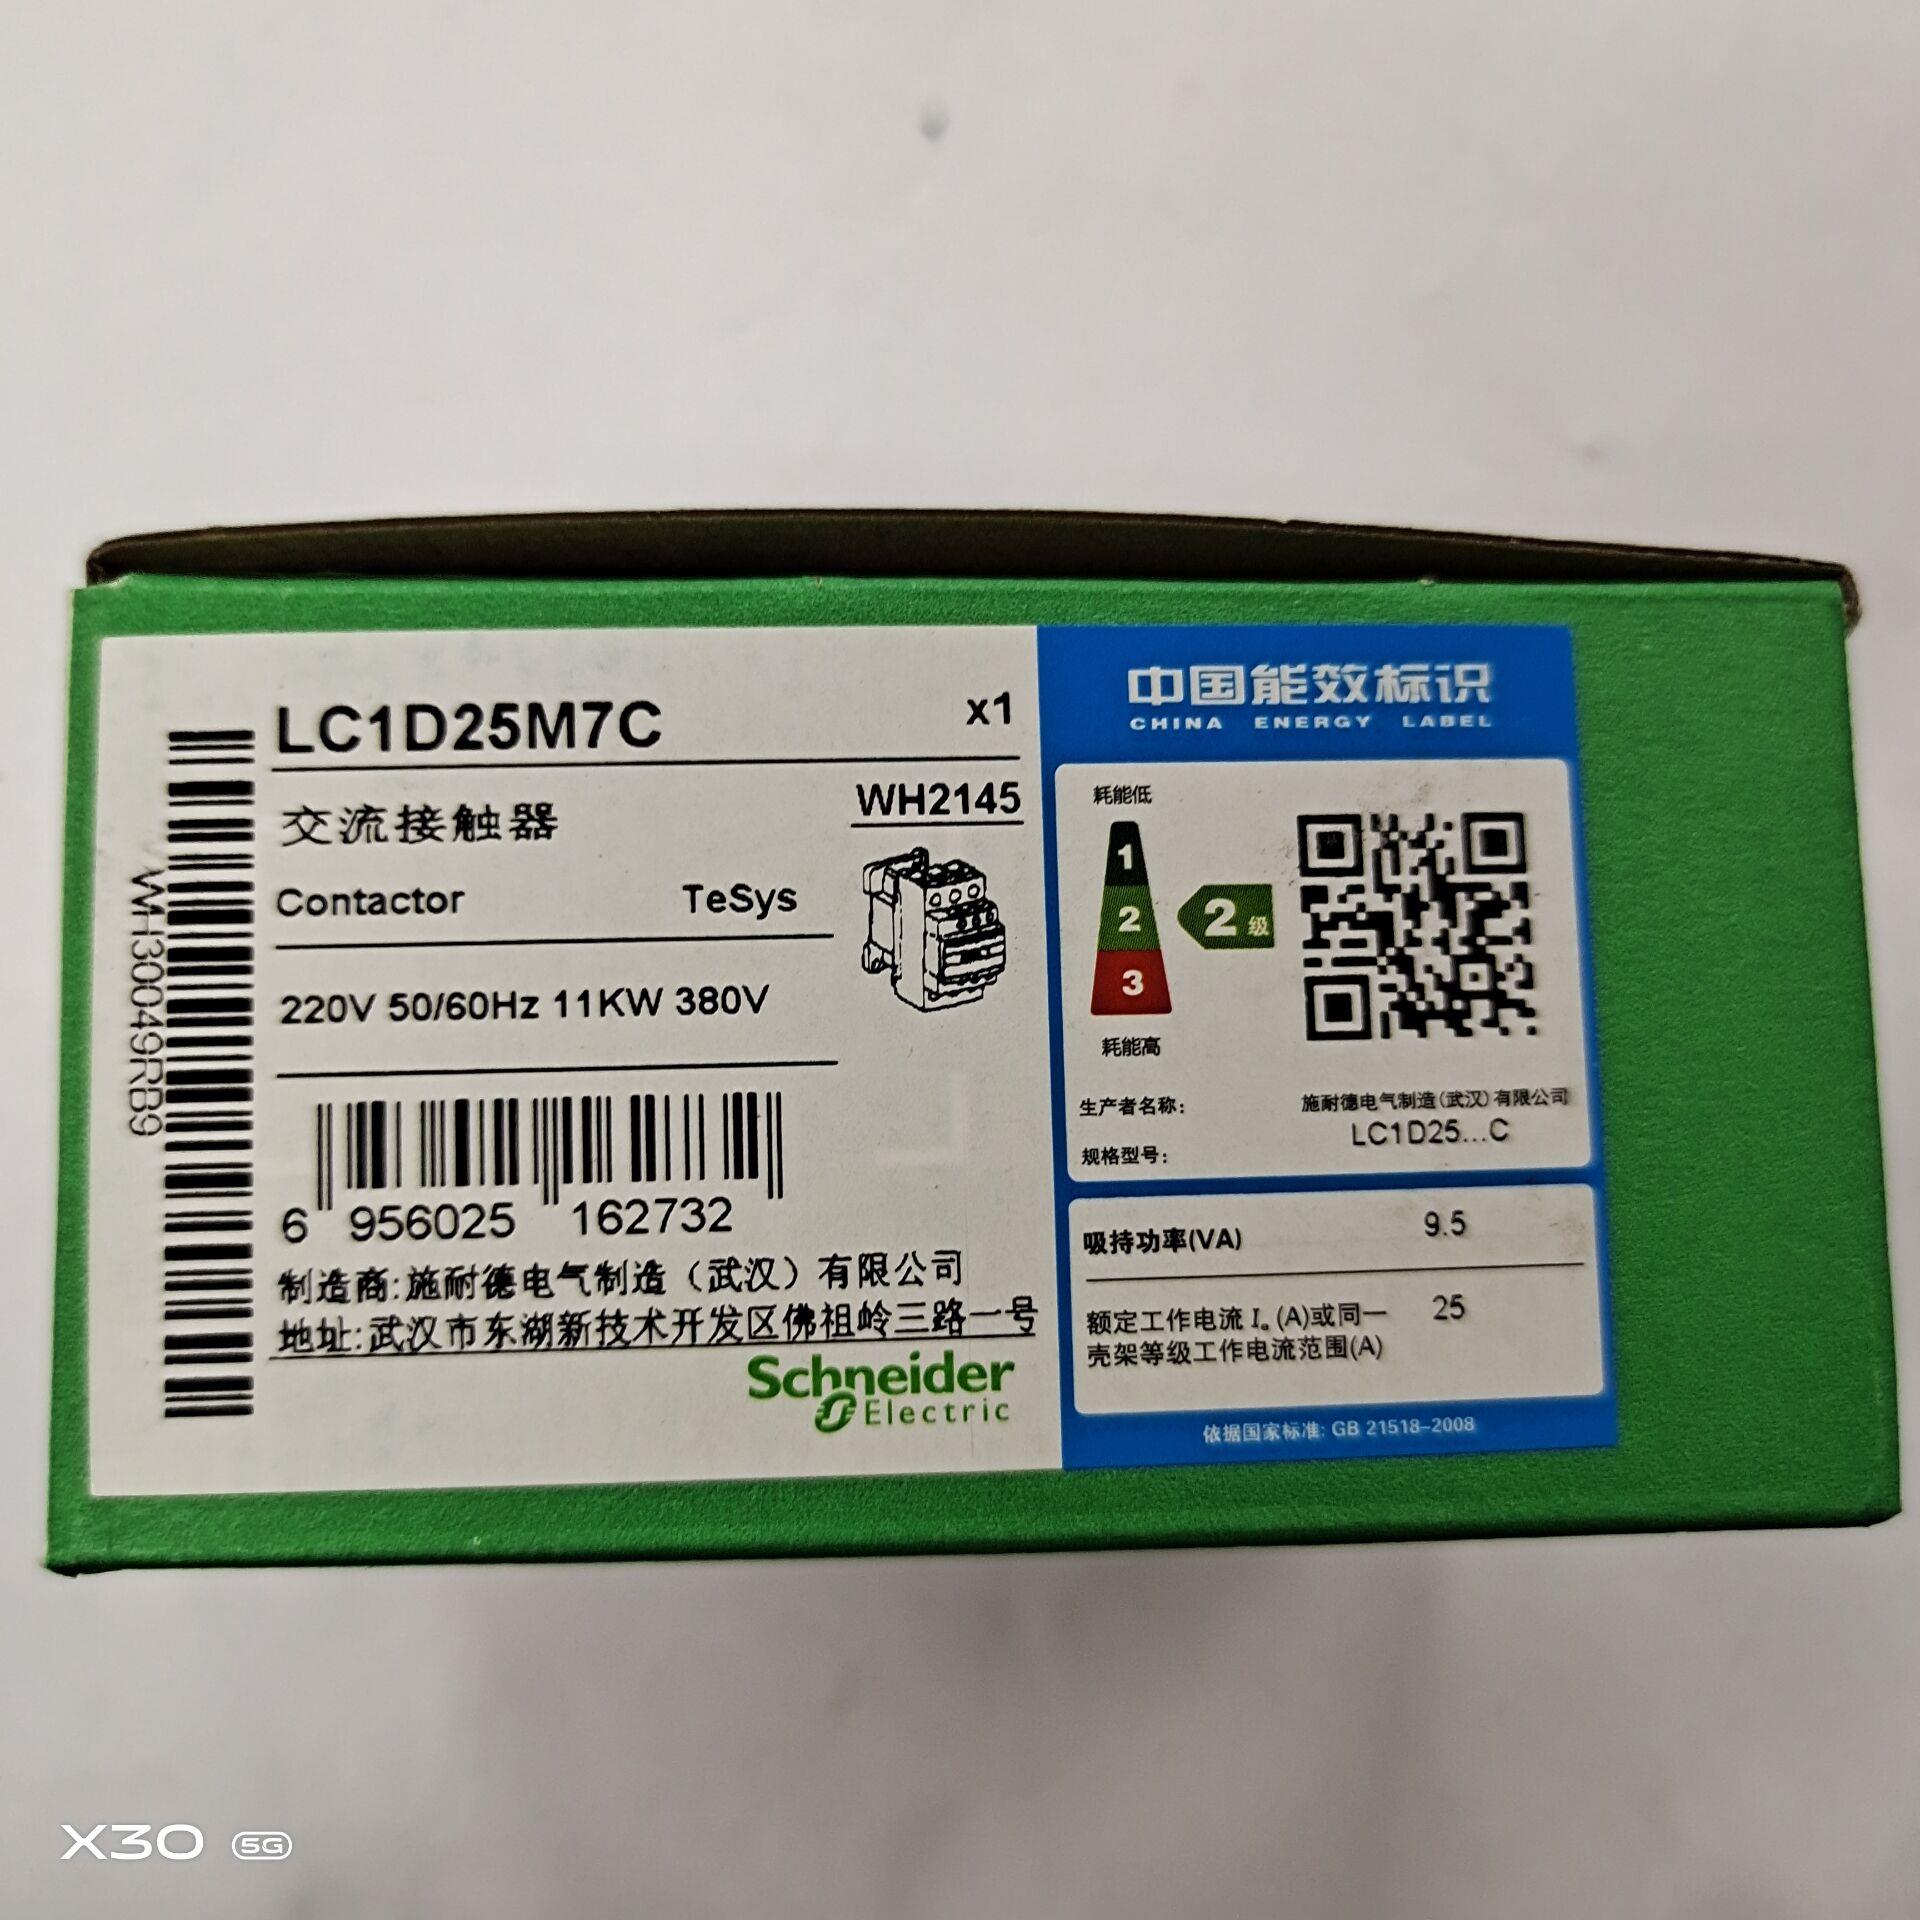 LC1D25M7C x1
交流接触器 WH2145
Contactor TeSys
220V 50/60Hz 11KW 380V
WH30049RB9
6 956025 162732
制造商:施耐德电气制造（武汉）有限公司
地址:武汉市东湖新技术开发区佛祖岭三路一号
Schneider
Electric
中国能效标识
CHINA ENERGY LABEL
耗能低
1
2
3
2级
耗能高
生产者名称: 施耐德电气制造(武汉)有限公司
规格型号: LC1D25...C
吸持功率(VA) 9.5
额定工作电流 Iₑ(A)或同一 25
壳架等级工作电流范围(A)
依据国家标准: GB 21518-2008
X30 5G